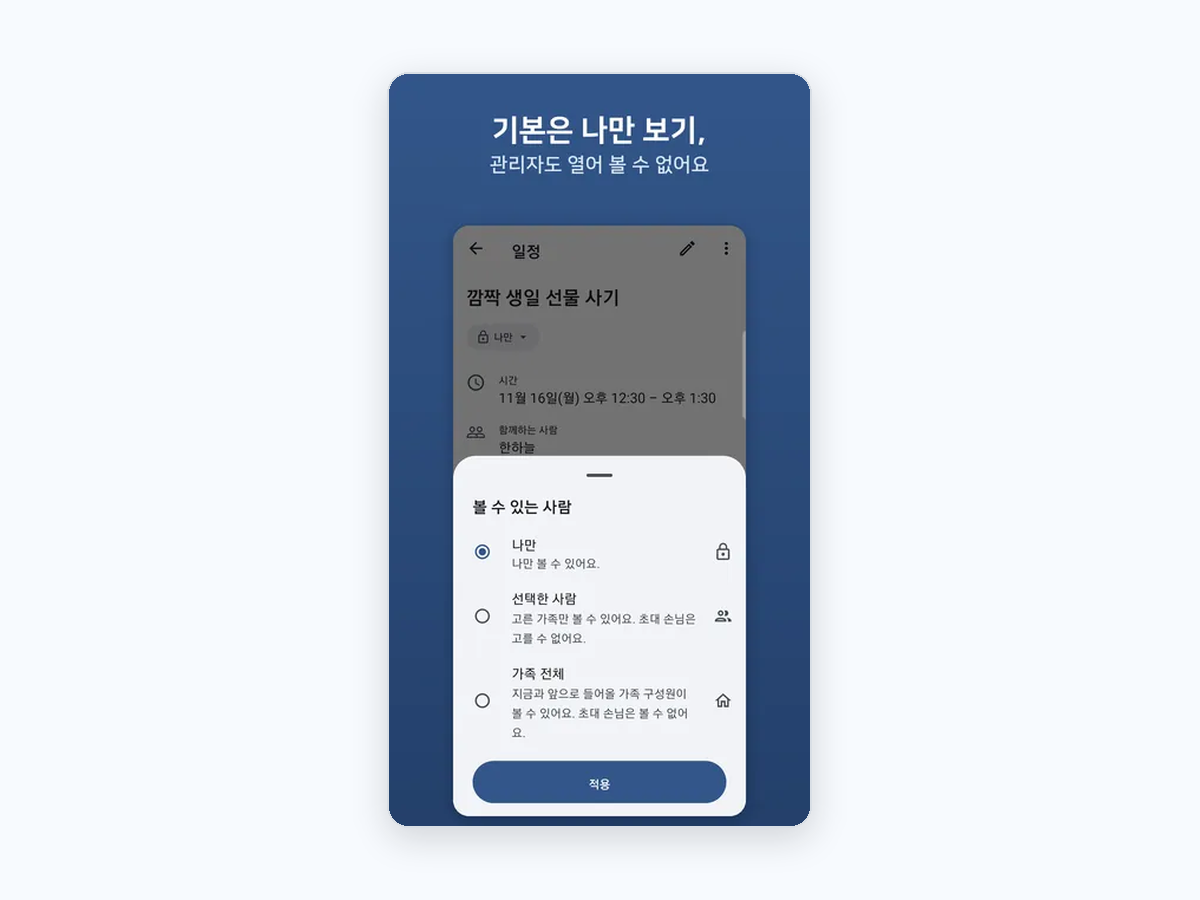 기본은 나만 보기,
관리자도 열어 볼 수 없어요
일정
깜짝 생일 선물 사기
나만
시간
11월 16일(월) 오후 12:30 – 오후 1:30
함께하는 사람
한하늘
볼 수 있는 사람
나만
나만 볼 수 있어요.
선택한 사람
고른 가족만 볼 수 있어요. 초대 손님은
고를 수 없어요.
가족 전체
지금과 앞으로 들어올 가족 구성원이
볼 수 있어요. 초대 손님은 볼 수 없어
요.
적용